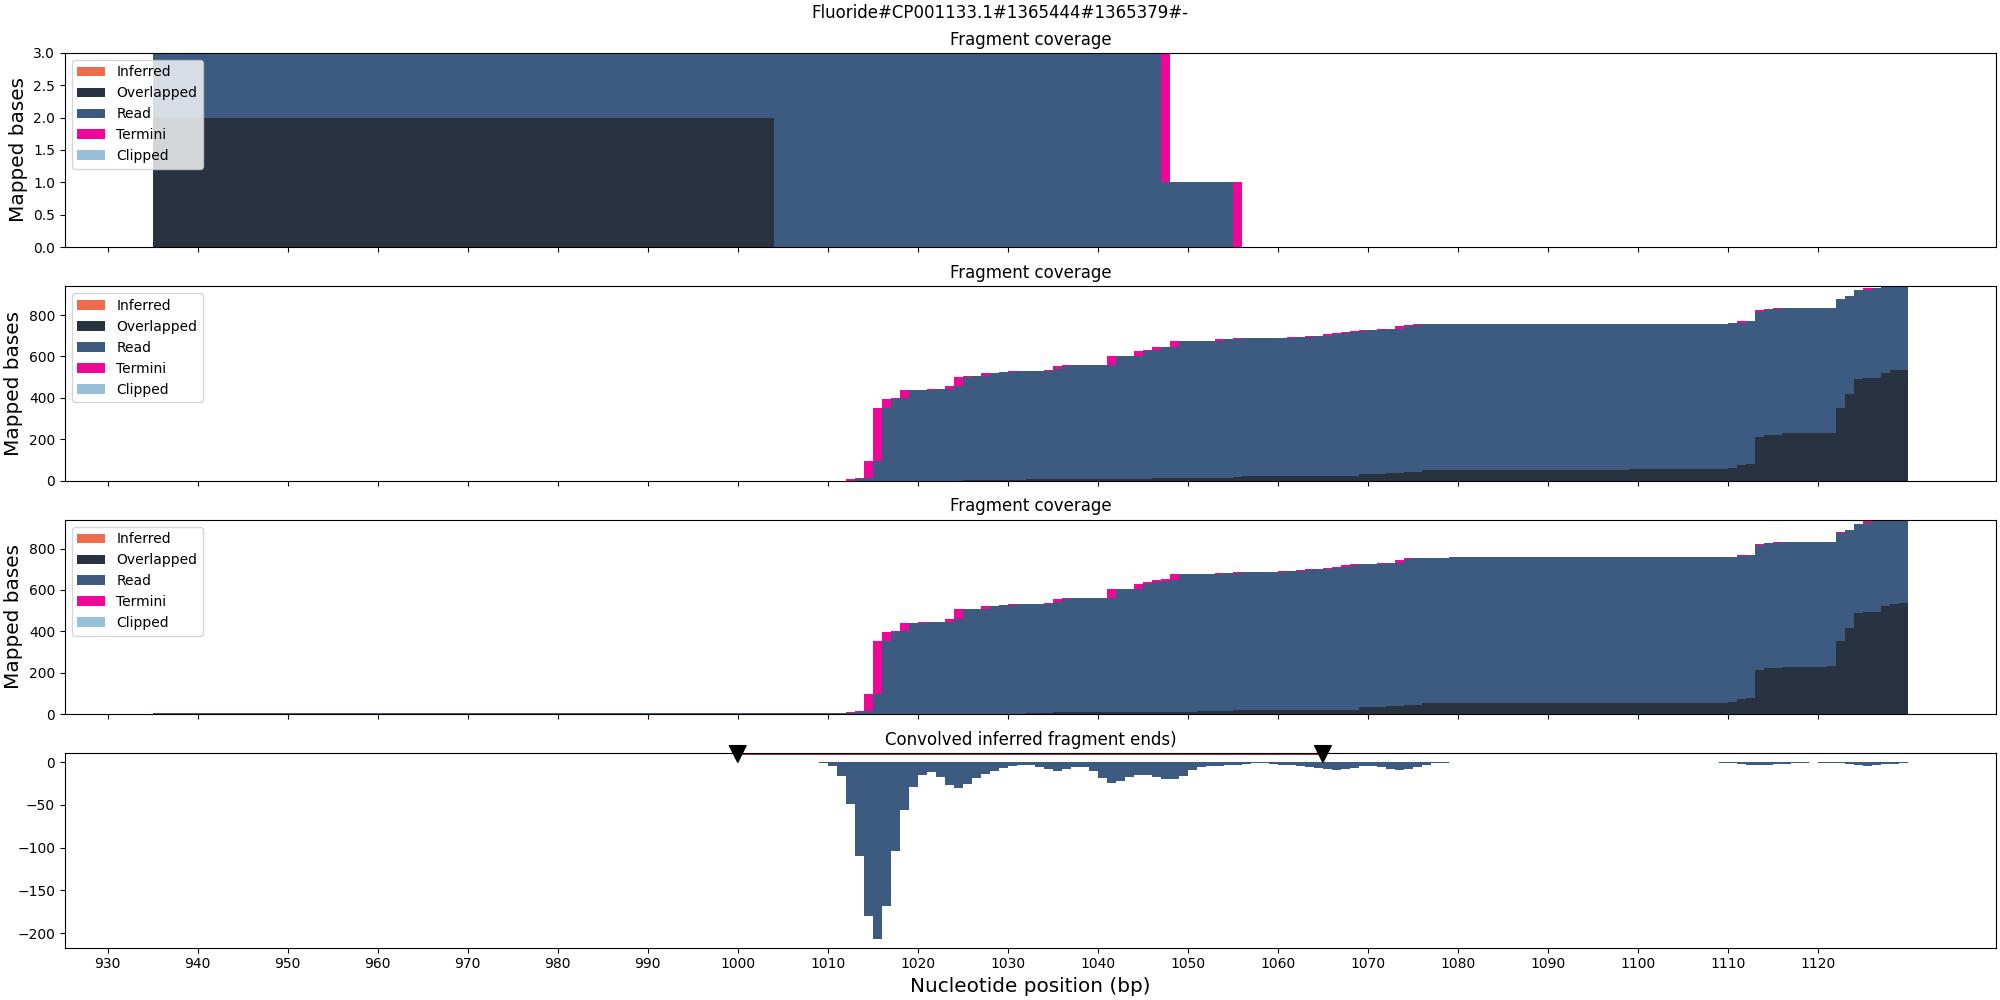 Fluoride#CP001133.1#1365444#1365379#-
Fragment coverage
Mapped bases
3.0
2.5
2.0
1.5
1.0
0.5
0.0
Inferred
Overlapped
Read
Termini
Clipped
Fragment coverage
Mapped bases
800
600
400
200
0
Inferred
Overlapped
Read
Termini
Clipped
Fragment coverage
Mapped bases
800
600
400
200
0
Inferred
Overlapped
Read
Termini
Clipped
Convolved inferred fragment ends)
0
−50
−100
−150
−200
930 940 950 960 970 980 990 1000 1010 1020 1030 1040 1050 1060 1070 1080 1090 1100 1110 1120
Nucleotide position (bp)